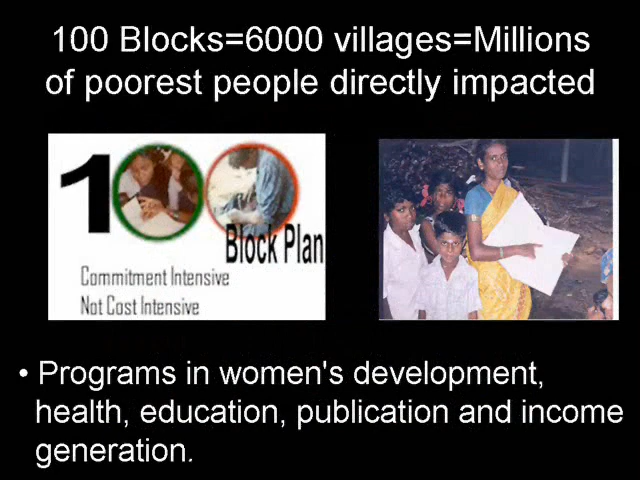 100 Blocks=6000 villages=Millions
of poorest people directly impacted
100
Block Plan
Commitment Intensive
Not Cost Intensive
• Programs in women's development,
health, education, publication and income
generation.